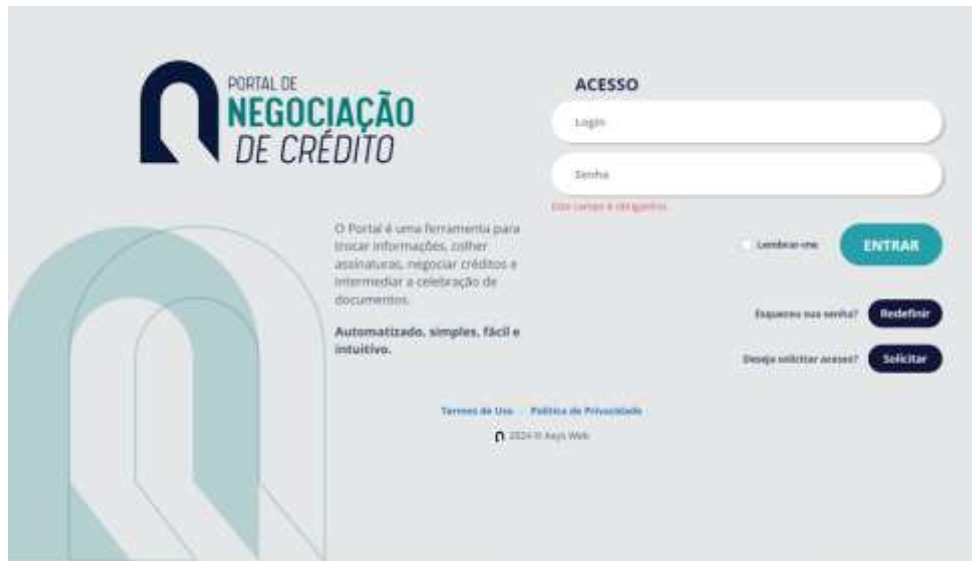 PORTAL DE
NEGOCIAÇÃO
DE CRÉDITO
ACESSO
Login
Senha
Este campo é obrigatório.
O Portal é uma ferramenta para
trocar informações, colher
assinaturas, negociar créditos e
intermediar a celebração de
documentos.
Automatizado, simples, fácil e
intuitivo.
Lembrar-me
ENTRAR
Esqueceu sua senha?
Redefinir
Deseja solicitar acesso?
Solicitar
Termos de Uso
Política de Privacidade
2024 © Web